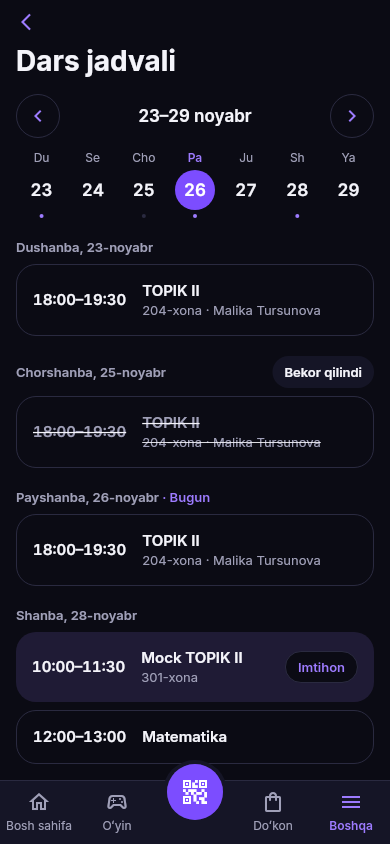 Dars jadvali
23–29 noyabr
Du Se Cho Pa Ju Sh Ya
23 24 25 26 27 28 29
Dushanba, 23-noyabr
18:00–19:30 TOPIK II
204-xona · Malika Tursunova
Chorshanba, 25-noyabr Bekor qilindi
18:00–19:30 TOPIK II
204-xona · Malika Tursunova
Payshanba, 26-noyabr · Bugun
18:00–19:30 TOPIK II
204-xona · Malika Tursunova
Shanba, 28-noyabr
10:00–11:30 Mock TOPIK II
301-xona
Imtihon
12:00–13:00 Matematika
Bosh sahifa Oʻyin Doʻkon Boshqa